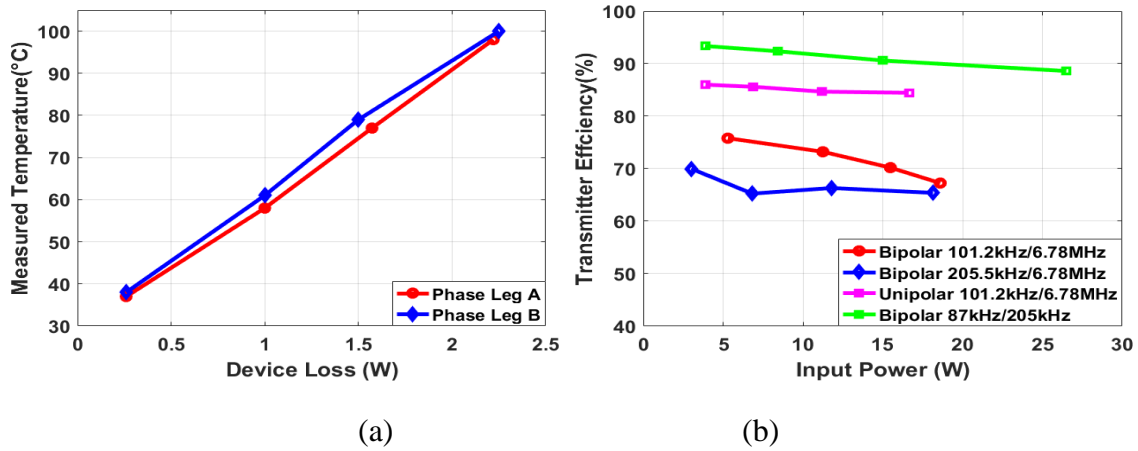 100
90
80
70
60
50
40
30
0
0.5
1
1.5
2
2.5
Measured Temperature(°C)
Device Loss (W)
Phase Leg A
Phase Leg B
(a)
100
90
80
70
60
50
40
0
5
10
15
20
25
30
Transmitter Effciency(%)
Input Power (W)
Bipolar 101.2kHz/6.78MHz
Bipolar 205.5kHz/6.78MHz
Unipolar 101.2kHz/6.78MHz
Bipolar 87kHz/205kHz
(b)